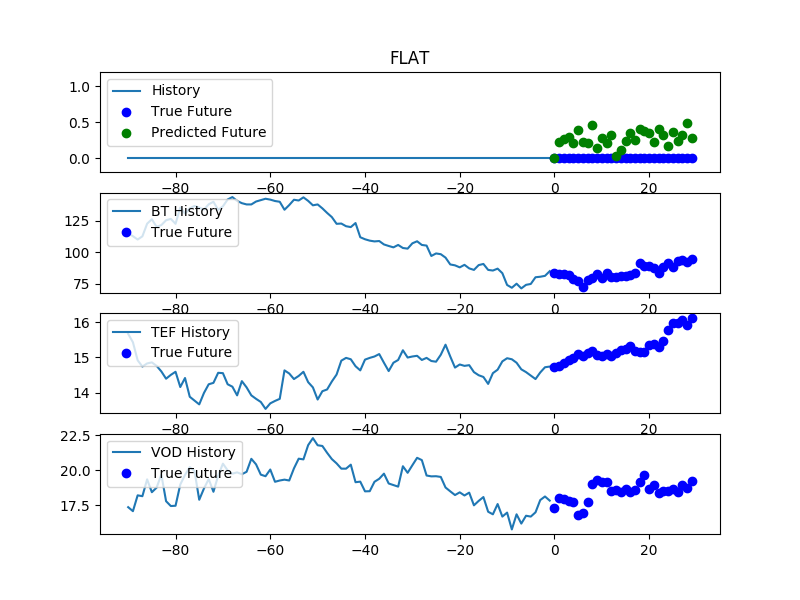 FLAT
1.0
0.5
0.0
History
True Future
Predicted Future
−80 −60 −40 −20 0 20
125
100
75
BT History
True Future
−80 −60 −40 −20 0 20
16
15
14
TEF History
True Future
−80 −60 −40 −20 0 20
22.5
20.0
17.5
VOD History
True Future
−80 −60 −40 −20 0 20